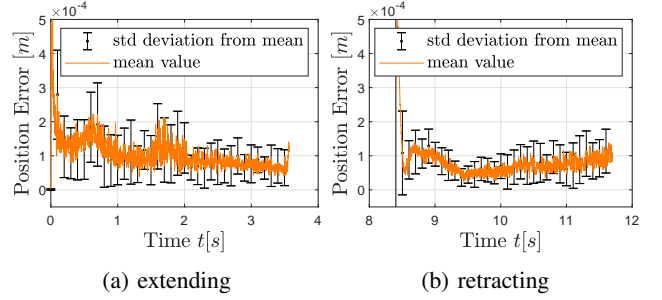 ×10⁻⁴
5
4
3
2
1
0
Position Error [m]
std deviation from mean
mean value
0 1 2 3 4
Time t[s]
(a) extending
×10⁻⁴
5
4
3
2
1
0
Position Error [m]
std deviation from mean
mean value
8 9 10 11 12
Time t[s]
(b) retracting